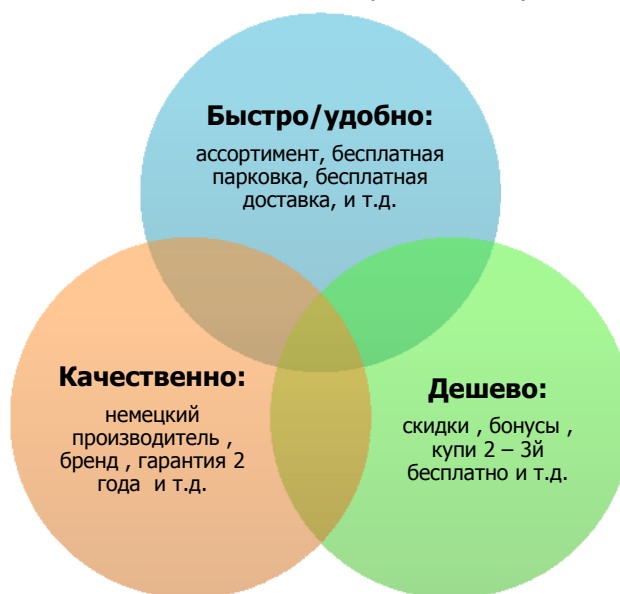 Быстро/удобно:
ассортимент, бесплатная
парковка, бесплатная
доставка, и т.д.
Качественно:
немецкий
производитель ,
бренд , гарантия 2
года и т.д.
Дешево:
скидки , бонусы ,
купи 2 – 3й
бесплатно и т.д.